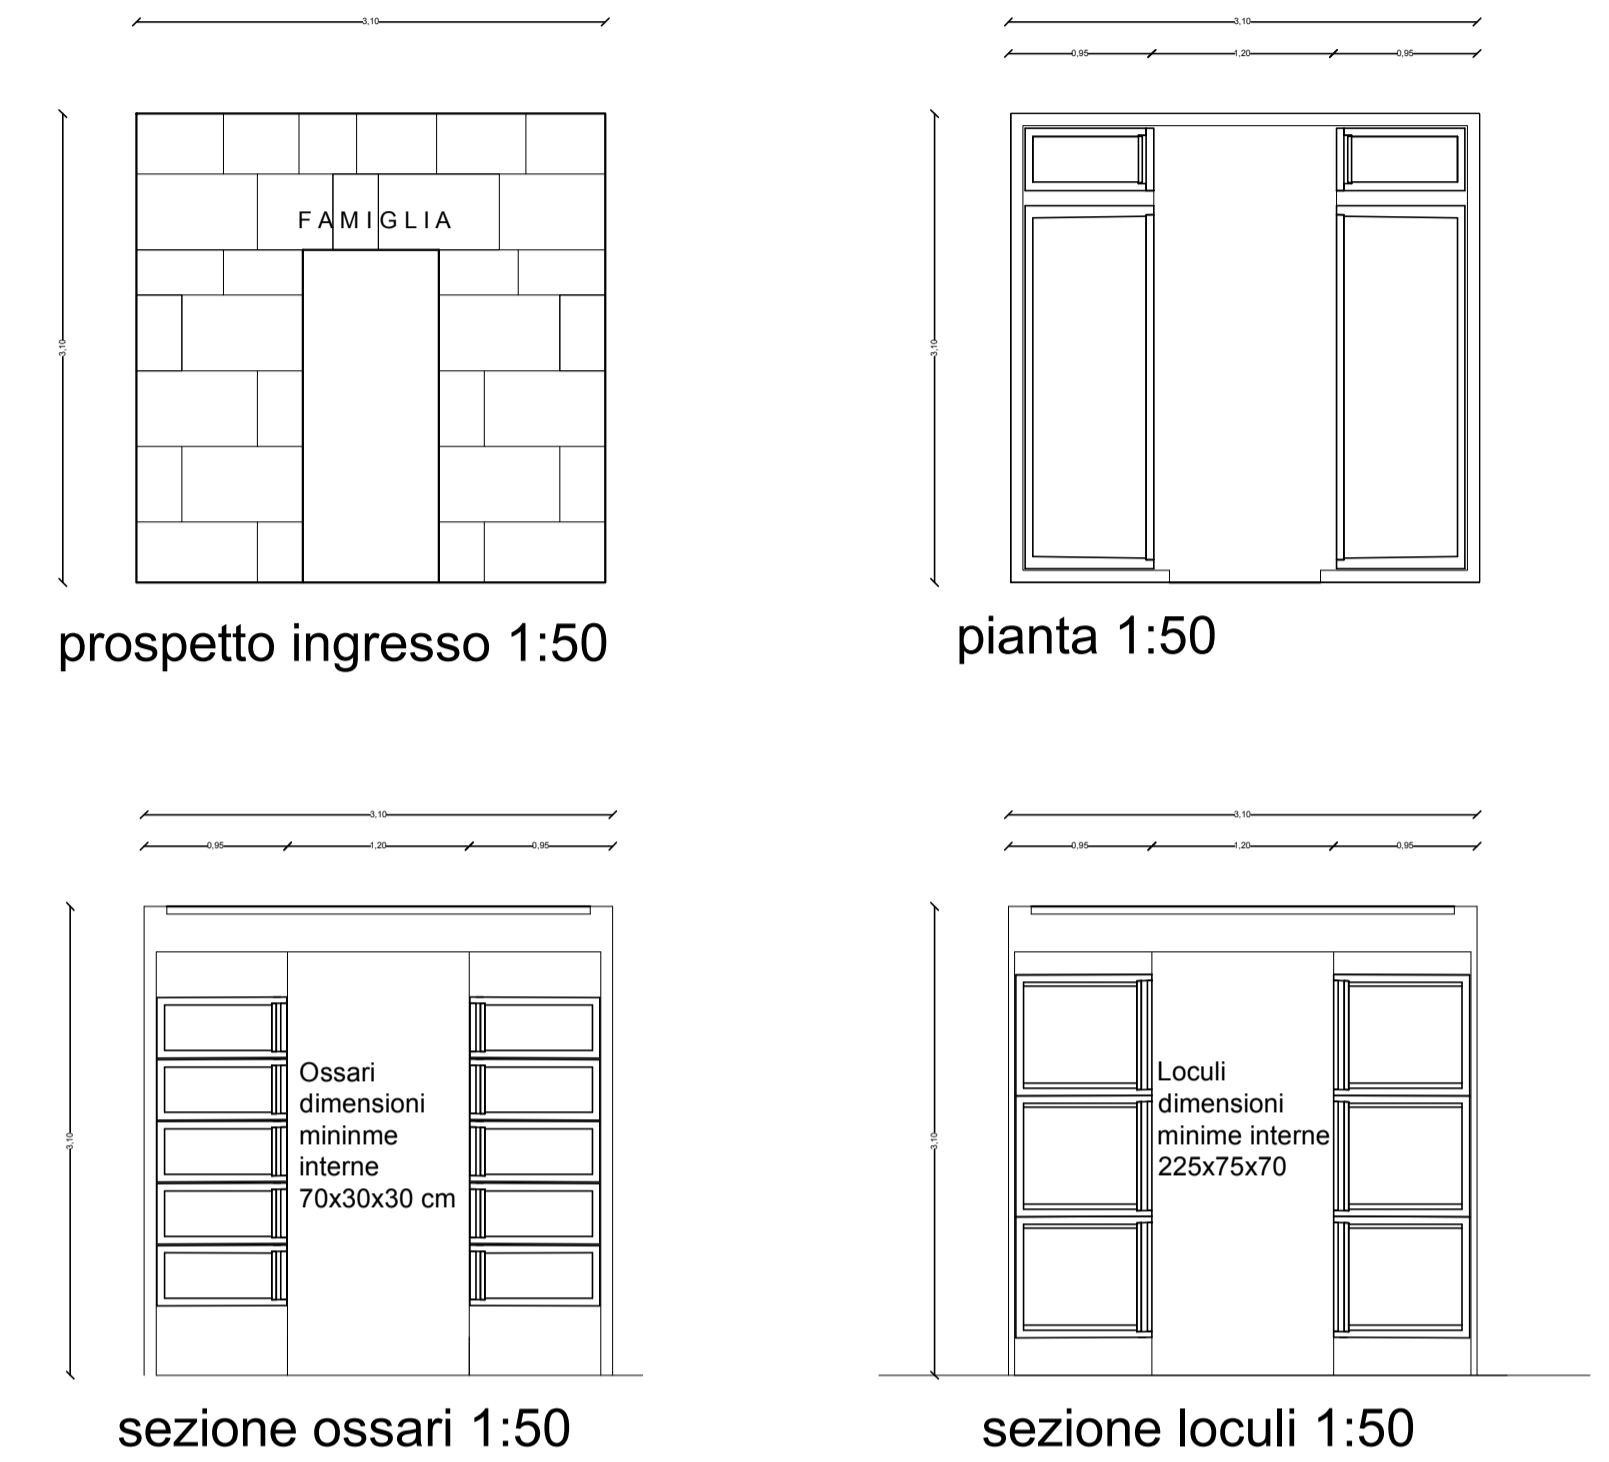 3,10
3,10
0,95
1,20
0,95
3,10
FAMIGLIA
3,10
prospetto ingresso 1:50
pianta 1:50
3,10
0,95
1,20
0,95
3,10
0,95
1,20
0,95
3,10
Ossari
dimensioni
mininme
interne
70x30x30 cm
3,10
Loculi
dimensioni
minime interne
225x75x70
sezione ossari 1:50
sezione loculi 1:50